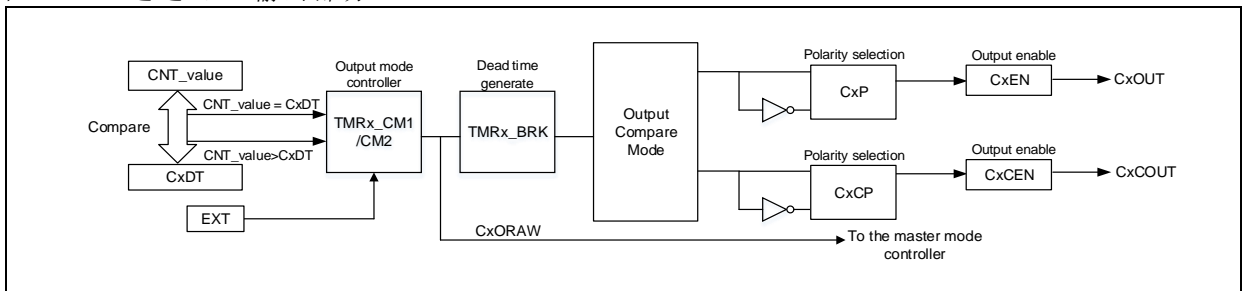 CNT_value
Compare
CNT_value = CxDT
CNT_value>CxDT
CxDT
EXT
Output mode
controller
TMRx_CM1
/CM2
Dead time
generate
TMRx_BRK
CxORAW
Output
Compare
Mode
Polarity selection
CxP
Output enable
CxEN
CxOUT
Polarity selection
CxCP
Output enable
CxCEN
CxCOUT
To the master mode
controller